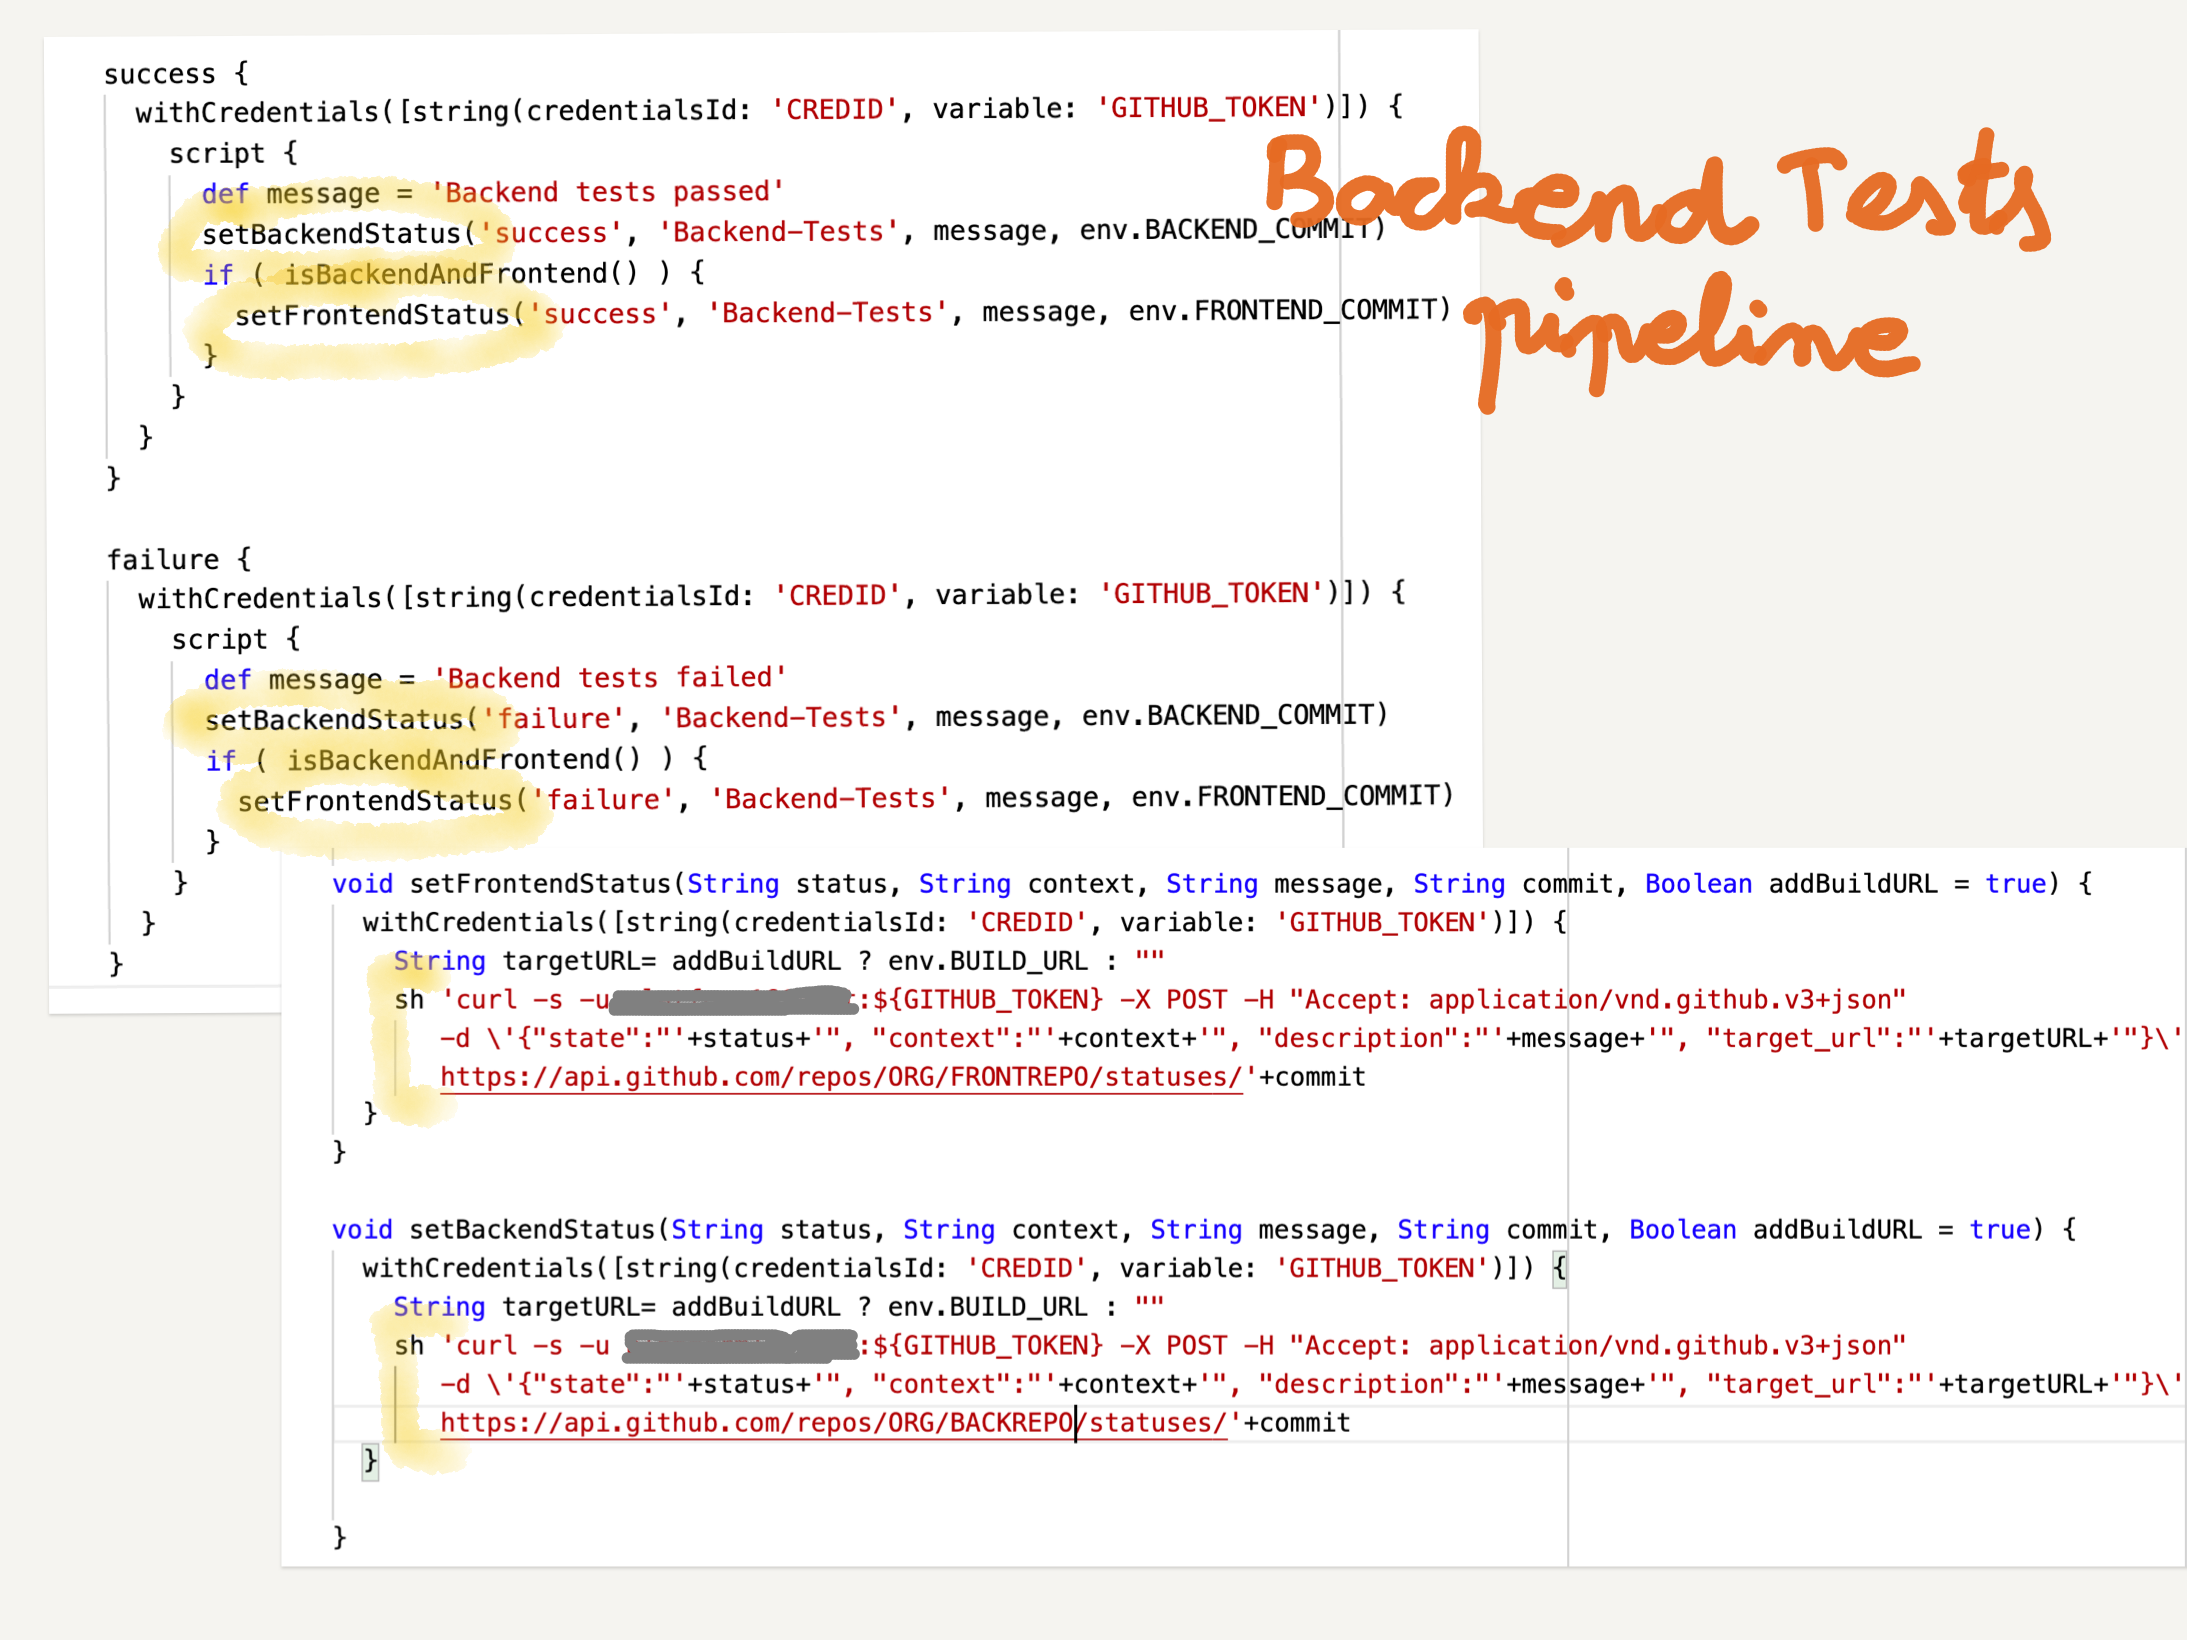 success {
withCredentials([string(credentialsId: 'CREDID', variable: 'GITHUB_TOKEN')]) {
script {
def message = 'Backend tests passed'
setBackendStatus('success', 'Backend-Tests', message, env.BACKEND_COMMIT)
if ( isBackendAndFrontend() ) {
setFrontendStatus('success', 'Backend-Tests', message, env.FRONTEND_COMMIT)
}
}
}
}
Backend Tests
pipeline
failure {
withCredentials([string(credentialsId: 'CREDID', variable: 'GITHUB_TOKEN')]) {
script {
def message = 'Backend tests failed'
setBackendStatus('failure', 'Backend-Tests', message, env.BACKEND_COMMIT)
if ( isBackendAndFrontend() ) {
setFrontendStatus('failure', 'Backend-Tests', message, env.FRONTEND_COMMIT)
}
}
}
}
void setFrontendStatus(String status, String context, String message, String commit, Boolean addBuildURL = true) {
withCredentials([string(credentialsId: 'CREDID', variable: 'GITHUB_TOKEN')]) {
String targetURL= addBuildURL ? env.BUILD_URL : ""
sh 'curl -s -u :${GITHUB_TOKEN} -X POST -H "Accept: application/vnd.github.v3+json"
-d \'{"state":"'+status+'", "context":"'+context+'", "description":"'+message+'", "target_url":"'+targetURL+'"}\'
https://api.github.com/repos/ORG/FRONTREPO/statuses/'+commit
}
}
void setBackendStatus(String status, String context, String message, String commit, Boolean addBuildURL = true) {
withCredentials([string(credentialsId: 'CREDID', variable: 'GITHUB_TOKEN')]) {
String targetURL= addBuildURL ? env.BUILD_URL : ""
sh 'curl -s -u :${GITHUB_TOKEN} -X POST -H "Accept: application/vnd.github.v3+json"
-d \'{"state":"'+status+'", "context":"'+context+'", "description":"'+message+'", "target_url":"'+targetURL+'"}\'
https://api.github.com/repos/ORG/BACKREPO/statuses/'+commit
}
}